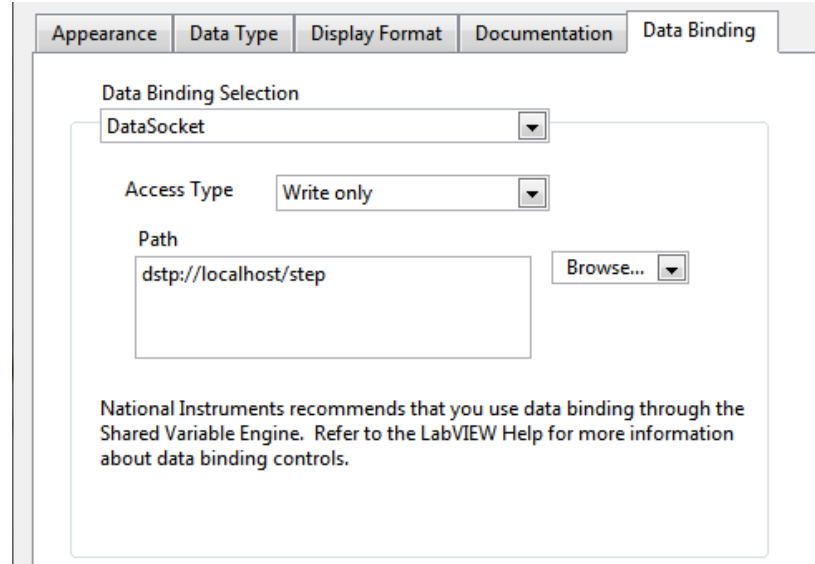 Appearance Data Type Display Format Documentation Data Binding
Data Binding Selection
DataSocket
Access Type Write only
Path
dstp://localhost/step
Browse...
National Instruments recommends that you use data binding through the
Shared Variable Engine. Refer to the LabVIEW Help for more information
about data binding controls.